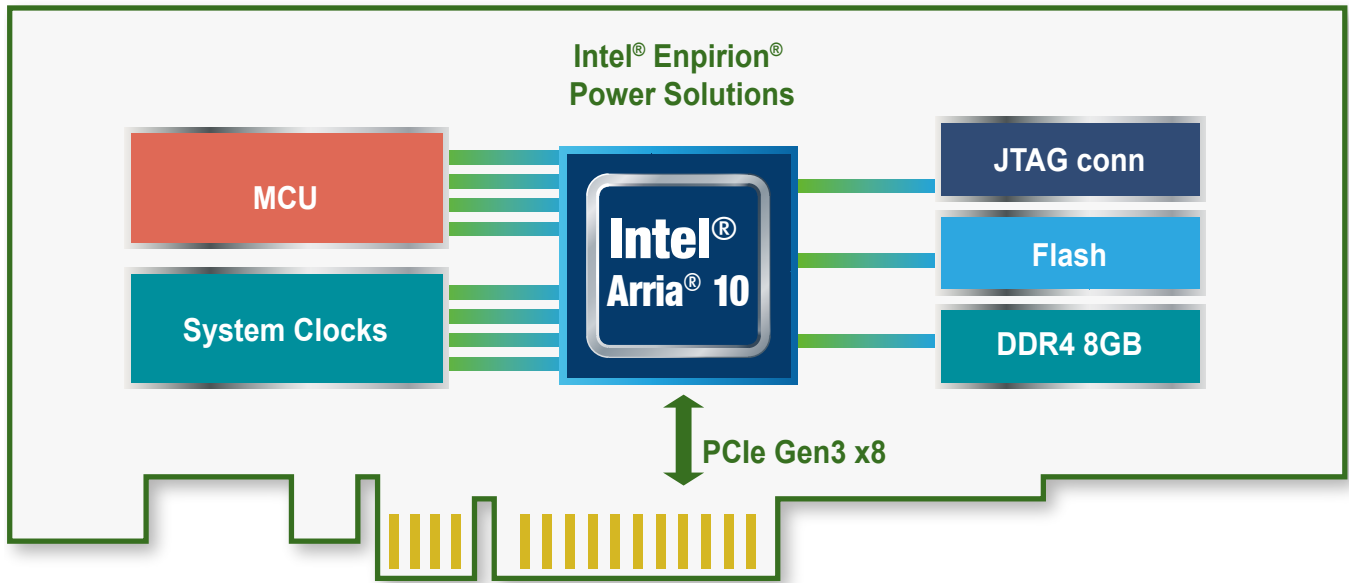 Intel® Enpirion®
Power Solutions
MCU
System Clocks
Intel®
Arria® 10
JTAG conn
Flash
DDR4 8GB
PCIe Gen3 x8